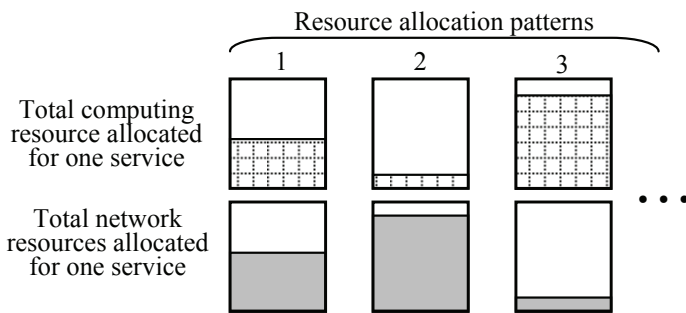 Resource allocation patterns
1 2 3
Total computing
resource allocated
for one service
• • •
Total network
resources allocated
for one service